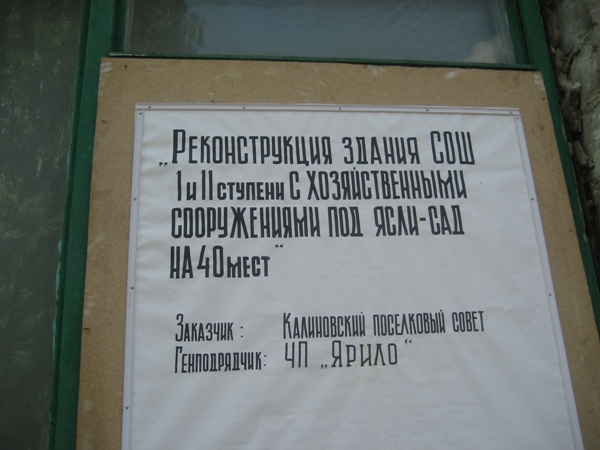 „Реконструкция здания СОШ
I и II ступени с хозяйственными
сооружениями под ясли-сад
на 40 мест“
Заказчик: Калиновский поселковый совет
Генподрядчик: ЧП „Ярило“